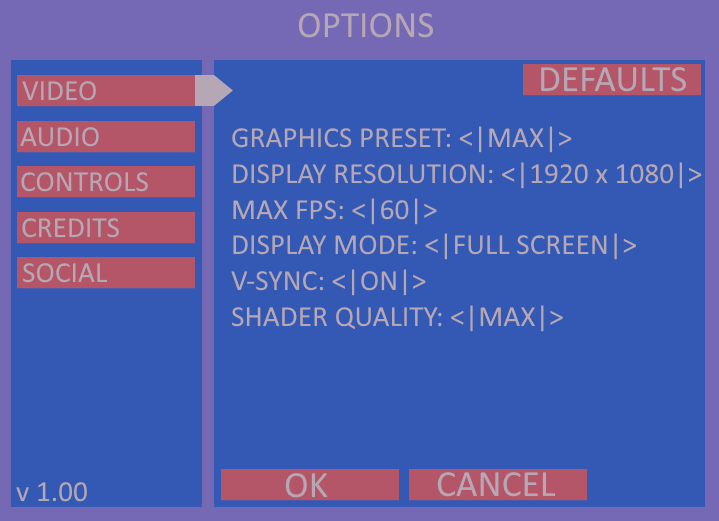 OPTIONS
VIDEO
AUDIO
CONTROLS
CREDITS
SOCIAL
v 1.00
DEFAULTS
GRAPHICS PRESET: <|MAX|>
DISPLAY RESOLUTION: <|1920 x 1080|>
MAX FPS: <|60|>
DISPLAY MODE: <|FULL SCREEN|>
V-SYNC: <|ON|>
SHADER QUALITY: <|MAX|>
OK
CANCEL